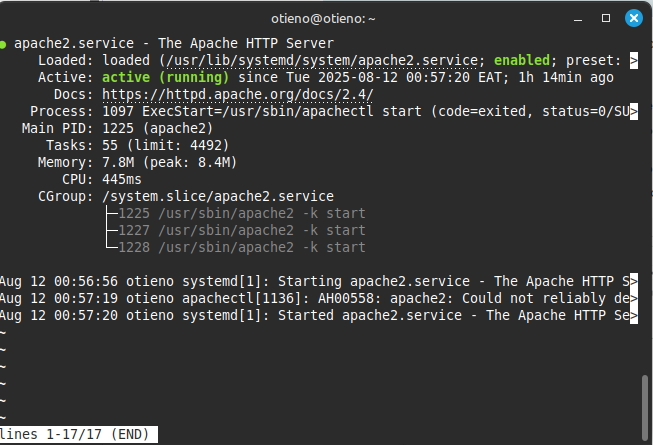 otieno@otieno: ~
● apache2.service - The Apache HTTP Server
Loaded: loaded (/usr/lib/systemd/system/apache2.service; enabled; preset: >
Active: active (running) since Tue 2025-08-12 00:57:20 EAT; 1h 14min ago
Docs: https://httpd.apache.org/docs/2.4/
Process: 1097 ExecStart=/usr/sbin/apachectl start (code=exited, status=0/SU>
Main PID: 1225 (apache2)
Tasks: 55 (limit: 4492)
Memory: 7.8M (peak: 8.4M)
CPU: 445ms
CGroup: /system.slice/apache2.service
├─1225 /usr/sbin/apache2 -k start
├─1227 /usr/sbin/apache2 -k start
└─1228 /usr/sbin/apache2 -k start
Aug 12 00:56:56 otieno systemd[1]: Starting apache2.service - The Apache HTTP S>
Aug 12 00:57:19 otieno apachectl[1136]: AH00558: apache2: Could not reliably de>
Aug 12 00:57:20 otieno systemd[1]: Started apache2.service - The Apache HTTP Se>
~
~
~
~
~
~
lines 1-17/17 (END)